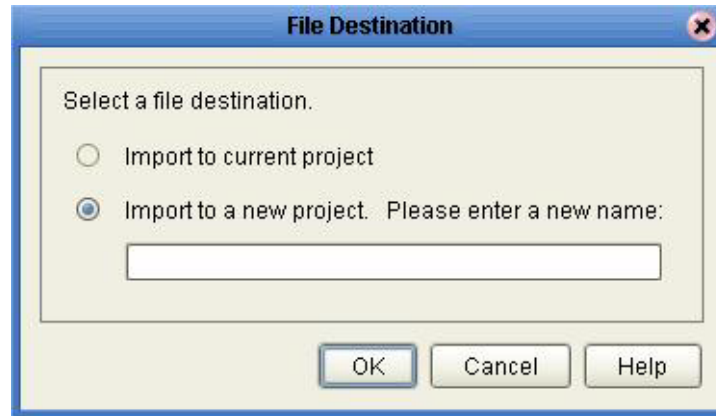 File Destination
Select a file destination.
Import to current project
Import to a new project. Please enter a new name:
OK Cancel Help